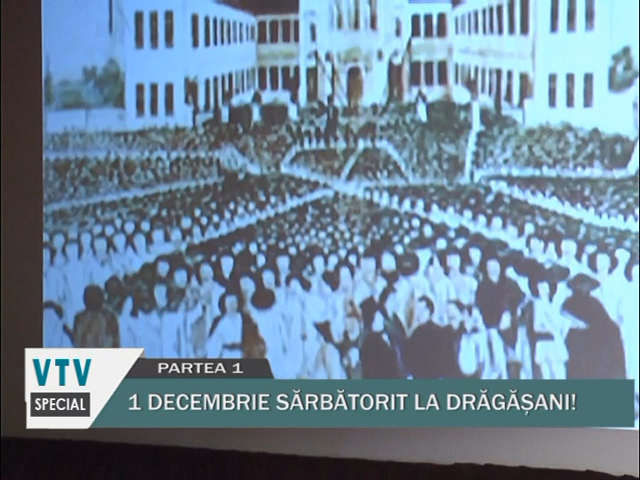 PARTEA 1
VTV
SPECIAL
1 DECEMBRIE SĂRBĂTORIT LA DRĂGĂȘANI!